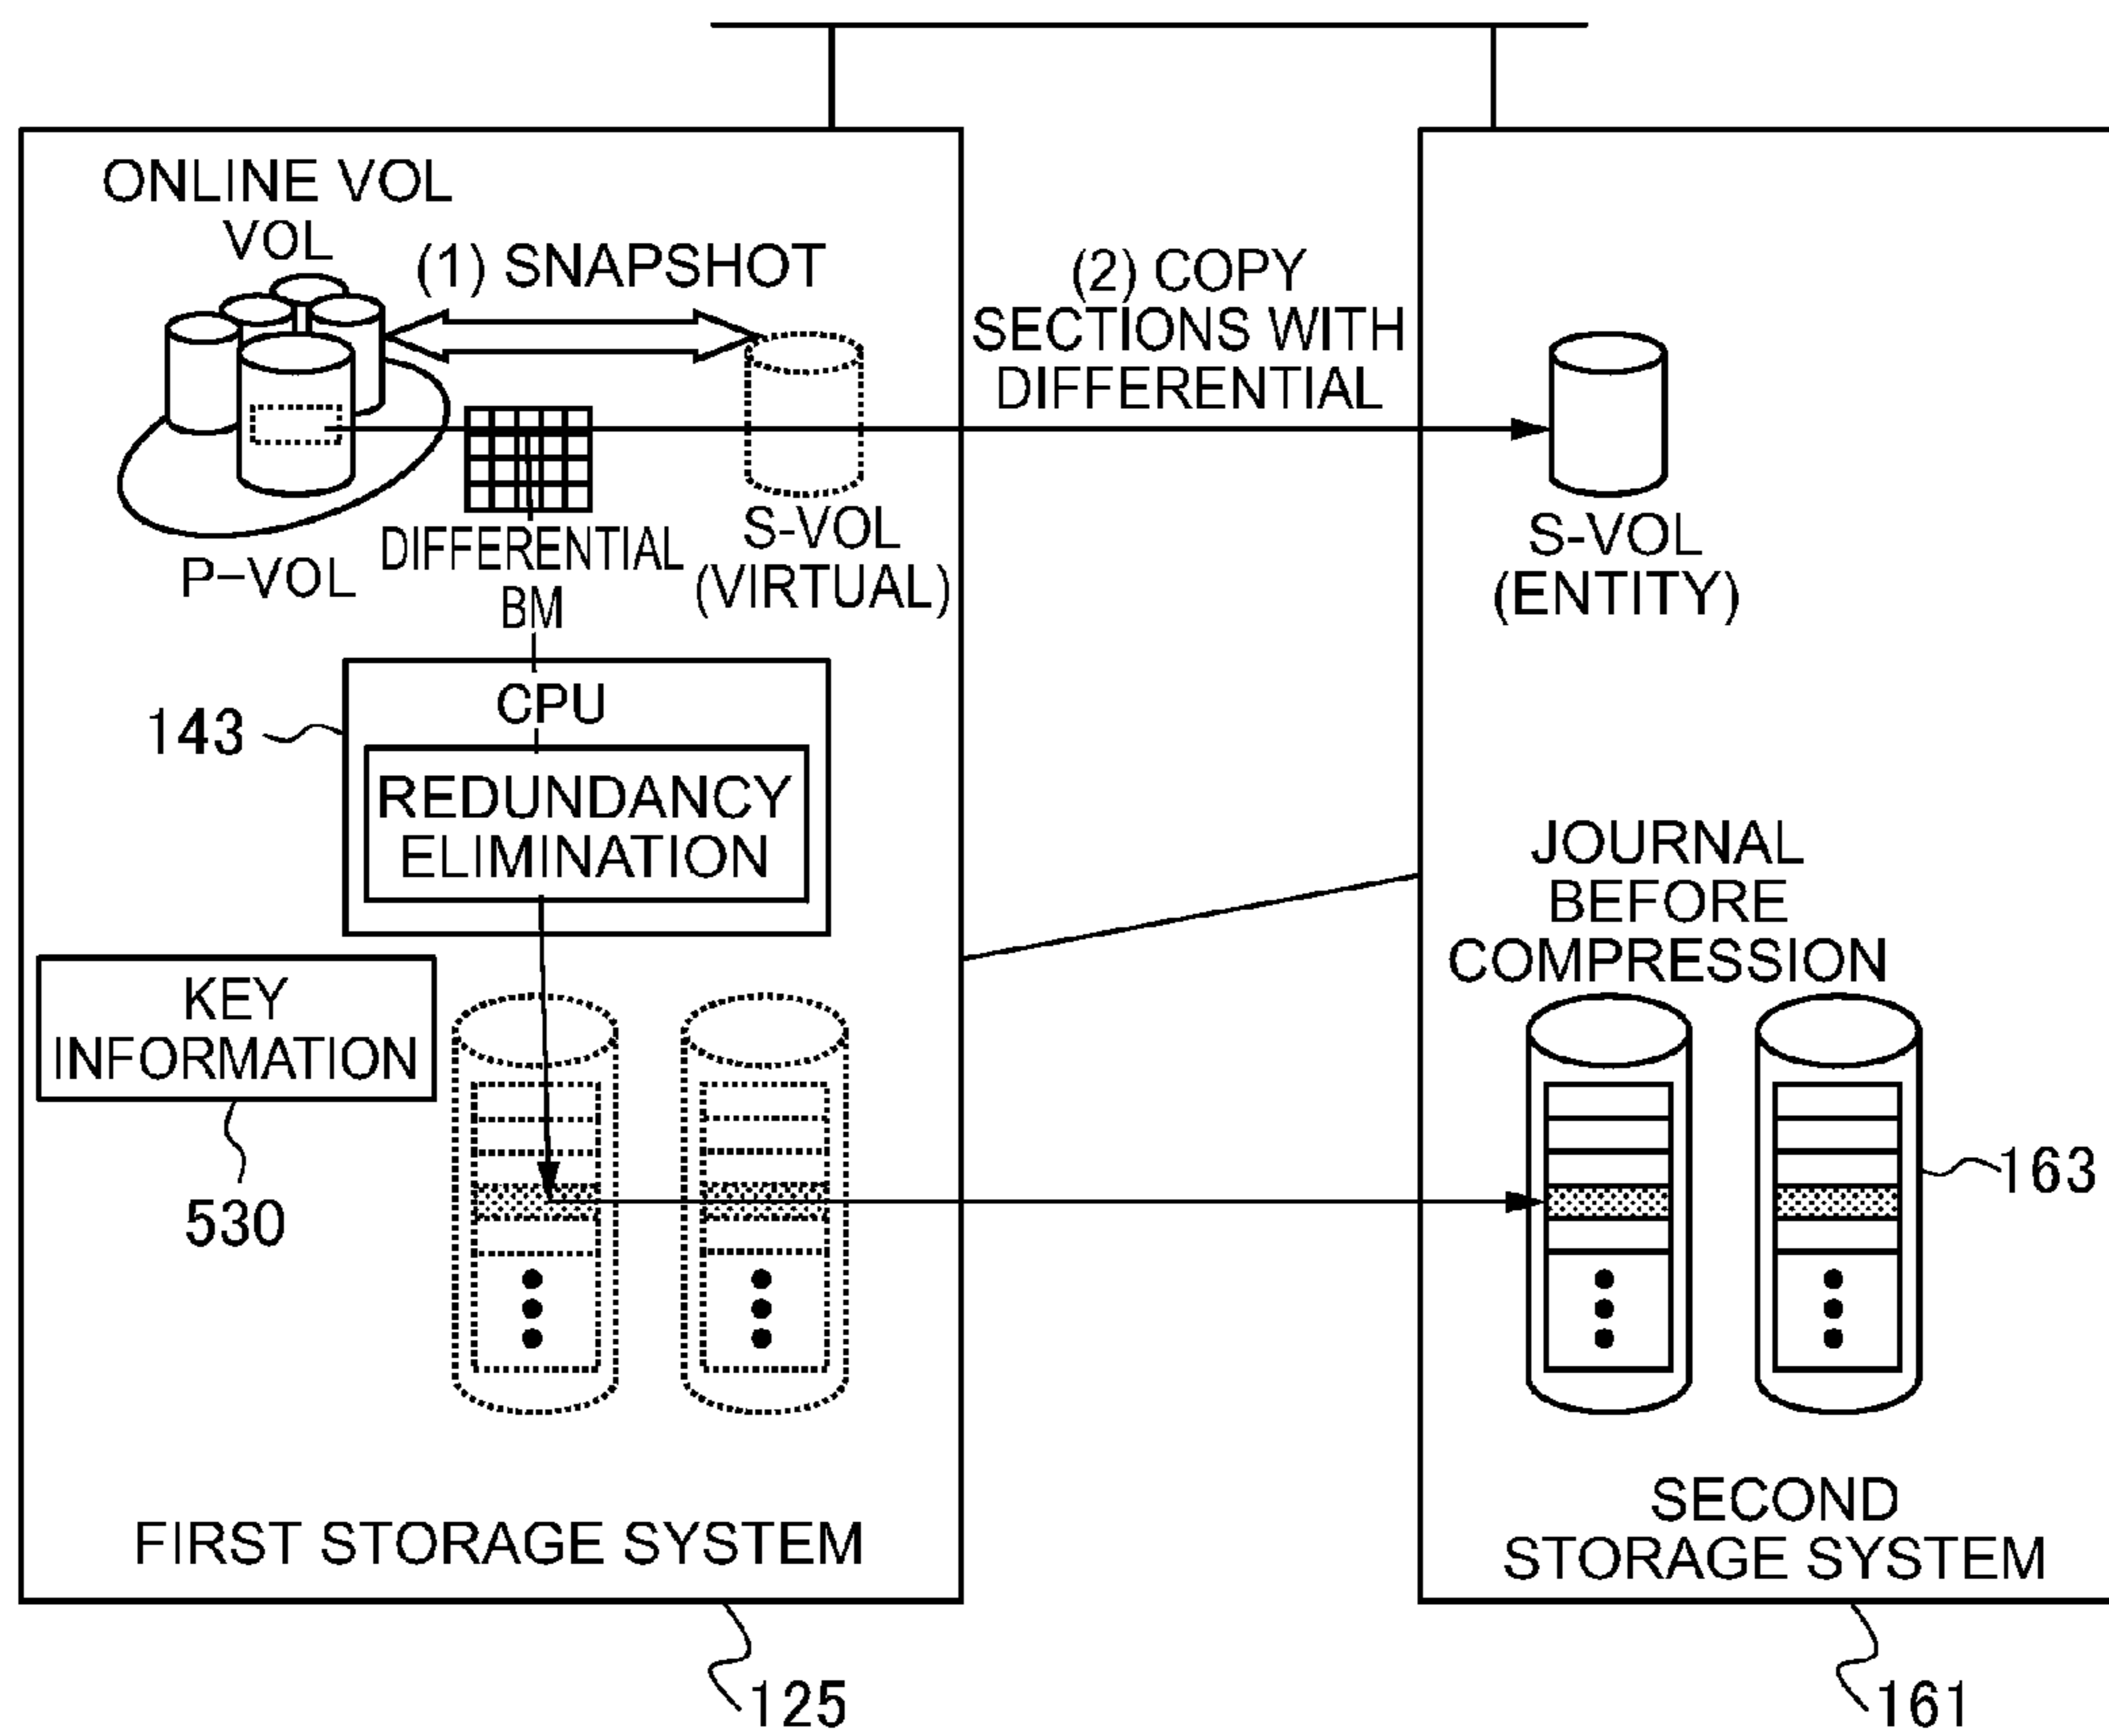 ONLINE VOL
VOL
(1) SNAPSHOT
(2) COPY
SECTIONS WITH
DIFFERENTIAL
P-VOL
DIFFERENTIAL
BM
S-VOL
(VIRTUAL)
S-VOL
(ENTITY)
CPU
143
REDUNDANCY
ELIMINATION
JOURNAL
BEFORE
COMPRESSION
KEY
INFORMATION
530
163
FIRST STORAGE SYSTEM
SECOND
STORAGE SYSTEM
125
161